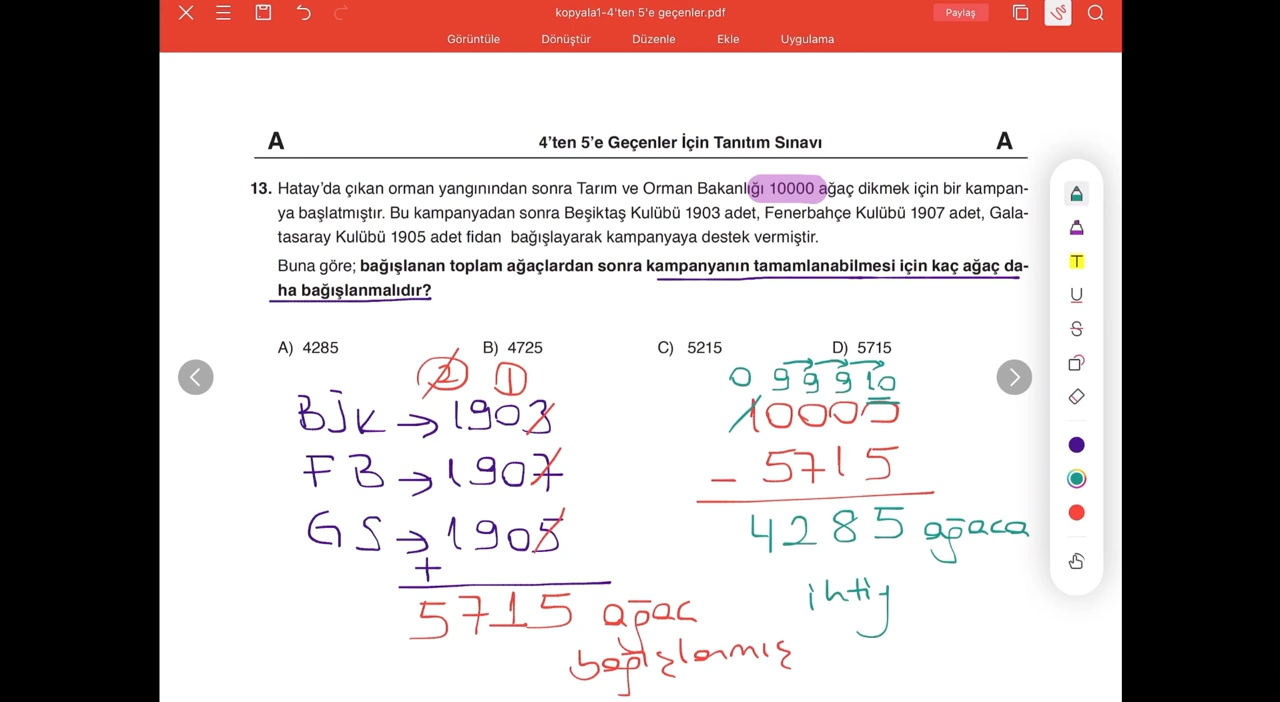 kopyala1-4'ten 5'e geçenler.pdf
Paylaş
Görüntüle Dönüştür Düzenle Ekle Uygulama
A 4'ten 5'e Geçenler İçin Tanıtım Sınavı A
13. Hatay'da çıkan orman yangınından sonra Tarım ve Orman Bakanlığı 10000 ağaç dikmek için bir kampan-
ya başlatmıştır. Bu kampanyadan sonra Beşiktaş Kulübü 1903 adet, Fenerbahçe Kulübü 1907 adet, Gala-
tasaray Kulübü 1905 adet fidan bağışlayarak kampanyaya destek vermiştir.
Buna göre; bağışlanan toplam ağaçlardan sonra kampanyanın tamamlanabilmesi için kaç ağaç da-
ha bağışlanmalıdır?
A) 4285 B) 4725 C) 5215 D) 5715
2 1
BJK → 1903
FB → 1907
GS → 1905
+
5715 ağaç
bağışlanmış
0 9 9 9 10
10000
- 5715
4285 ağaca
ihtiy
T
U
S